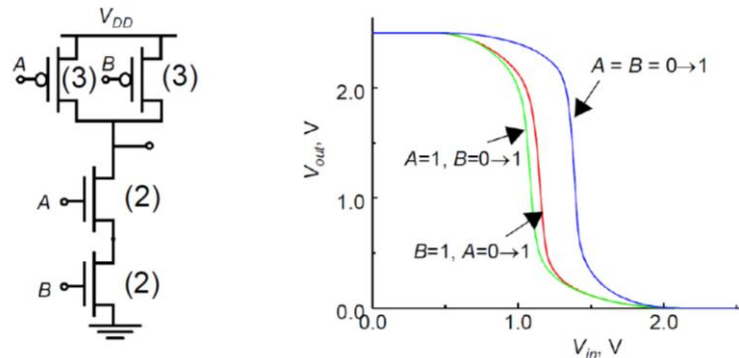 V_DD
A
(3)
B
(3)
A
(2)
B
(2)
V_out, V
2.0
1.0
0.0
A = B = 0→1
A=1, B=0→1
B=1, A=0→1
0.0
1.0
2.0
V_in, V